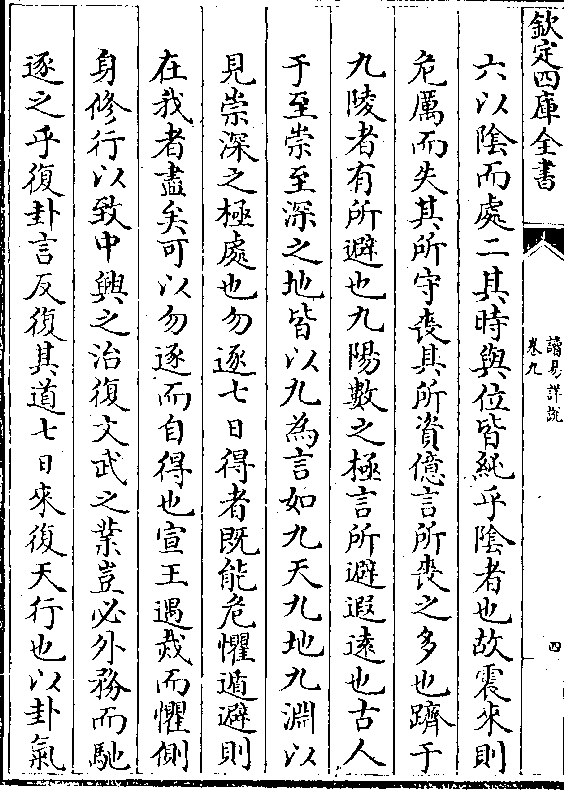 欽定四庫全書
讀易詳說
卷九
四
六以陰而處二其時與位皆純乎陰者也故震來則
危厲而失其所守喪其所資億言所喪之多也躋于
九陵者有所避也九陽數之極言所避遐遠也古人
于至崇至深之地皆以九為言如九天九地九淵以
見崇深之極處也勿逐七日得者既能危懼遁避則
在我者盡矣可以勿逐而自得也宣王遇烖而懼側
身修行以致中興之治復文武之業豈必外務而馳
逐之乎復卦言反復其道七日來復天行也以卦氣